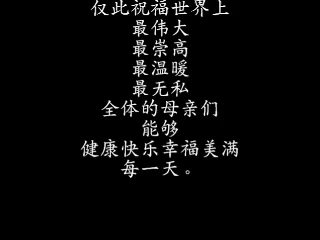 仅此祝福世界上
最伟大
最崇高
最温暖
最无私
全体的母亲们
能够
健康快乐幸福美满
每一天。